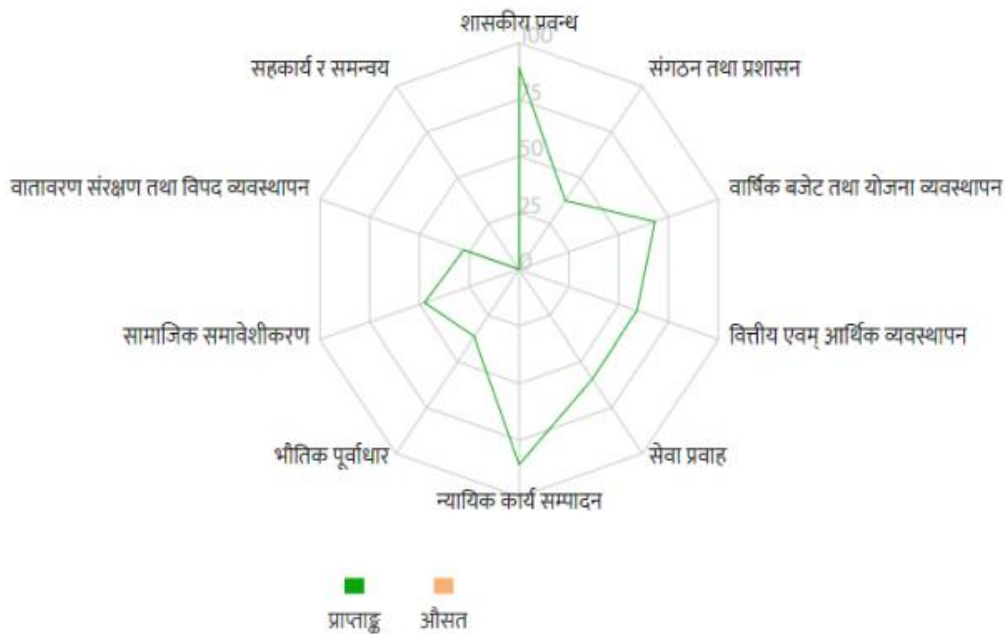 शासकीय प्रवन्ध
100
सहकार्य र समन्वय
संगठन तथा प्रशासन
75
50
वातावरण संरक्षण तथा विपद व्यवस्थापन
वार्षिक बजेट तथा योजना व्यवस्थापन
25
0
सामाजिक समावेशीकरण
वित्तीय एवम् आर्थिक व्यवस्थापन
भौतिक पूर्वाधार
सेवा प्रवाह
न्यायिक कार्य सम्पादन
प्राप्ताङ्क
औसत